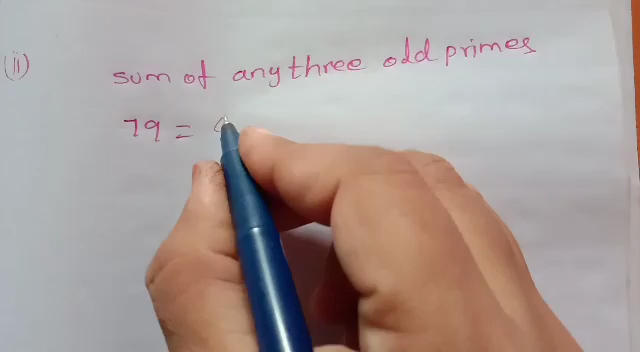 (ii)
sum of any three odd primes
79 =